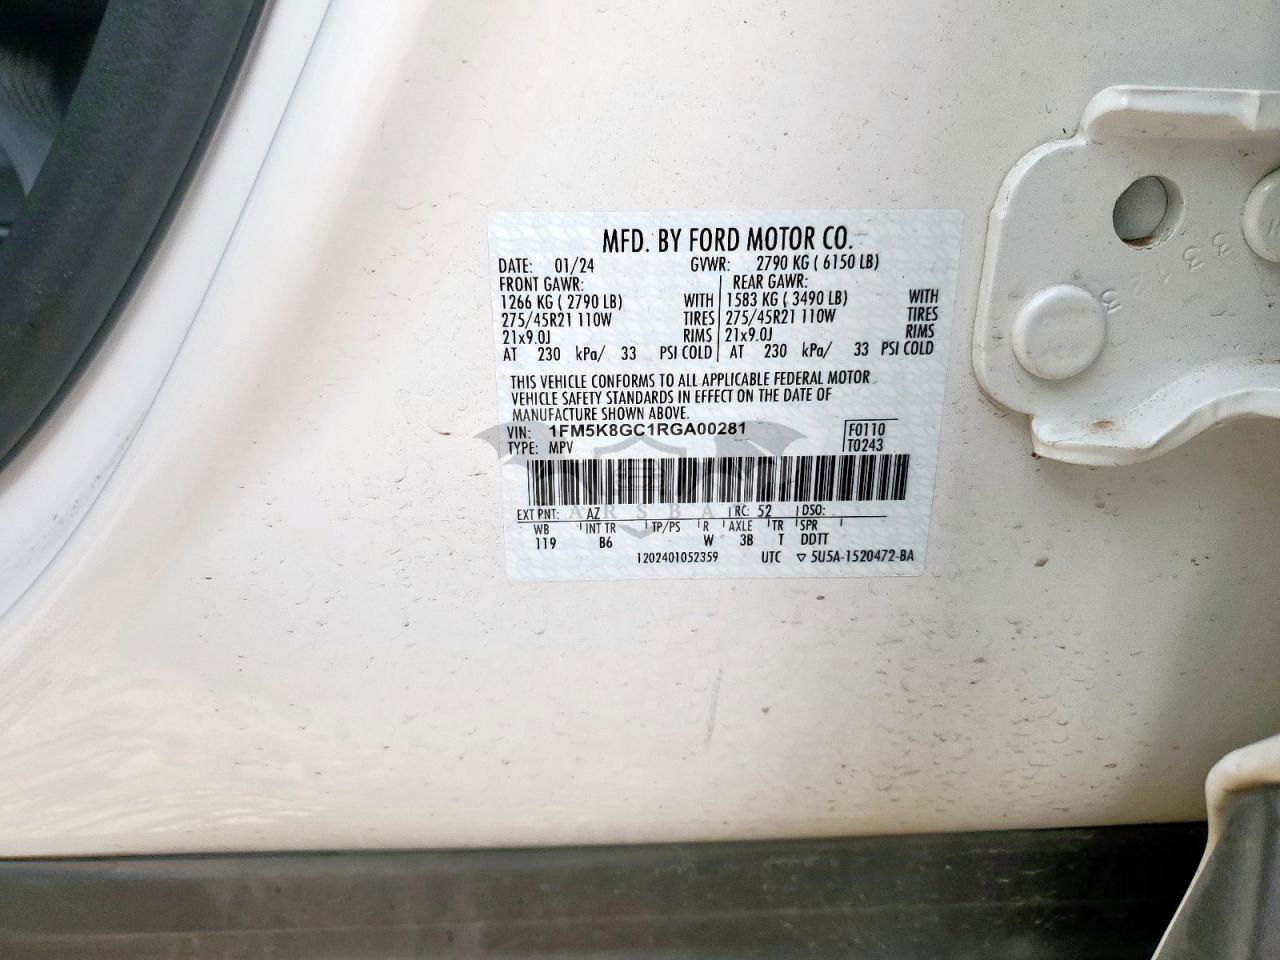 MFD. BY FORD MOTOR CO.
DATE: 01/24 GVWR: 2790 KG ( 6150 LB)
FRONT GAWR: REAR GAWR:
1266 KG ( 2790 LB) WITH 1583 KG ( 3490 LB) WITH
275/45R21 110W TIRES 275/45R21 110W TIRES
21x9.0J RIMS 21x9.0J RIMS
AT 230 kPa/ 33 PSI COLD AT 230 kPa/ 33 PSI COLD
THIS VEHICLE CONFORMS TO ALL APPLICABLE FEDERAL MOTOR
VEHICLE SAFETY STANDARDS IN EFFECT ON THE DATE OF
MANUFACTURE SHOWN ABOVE.
VIN: 1FM5K8GC1RGA00281 F0110
TYPE: MPV T0243
EXT PNT: AZ RC: 52 DSO:
WB INT TR TP/PS R AXLE TR SPR
119 B6 W 3B T DDTT
1202401052359 UTC ▽ 5U5A-1520472-BA